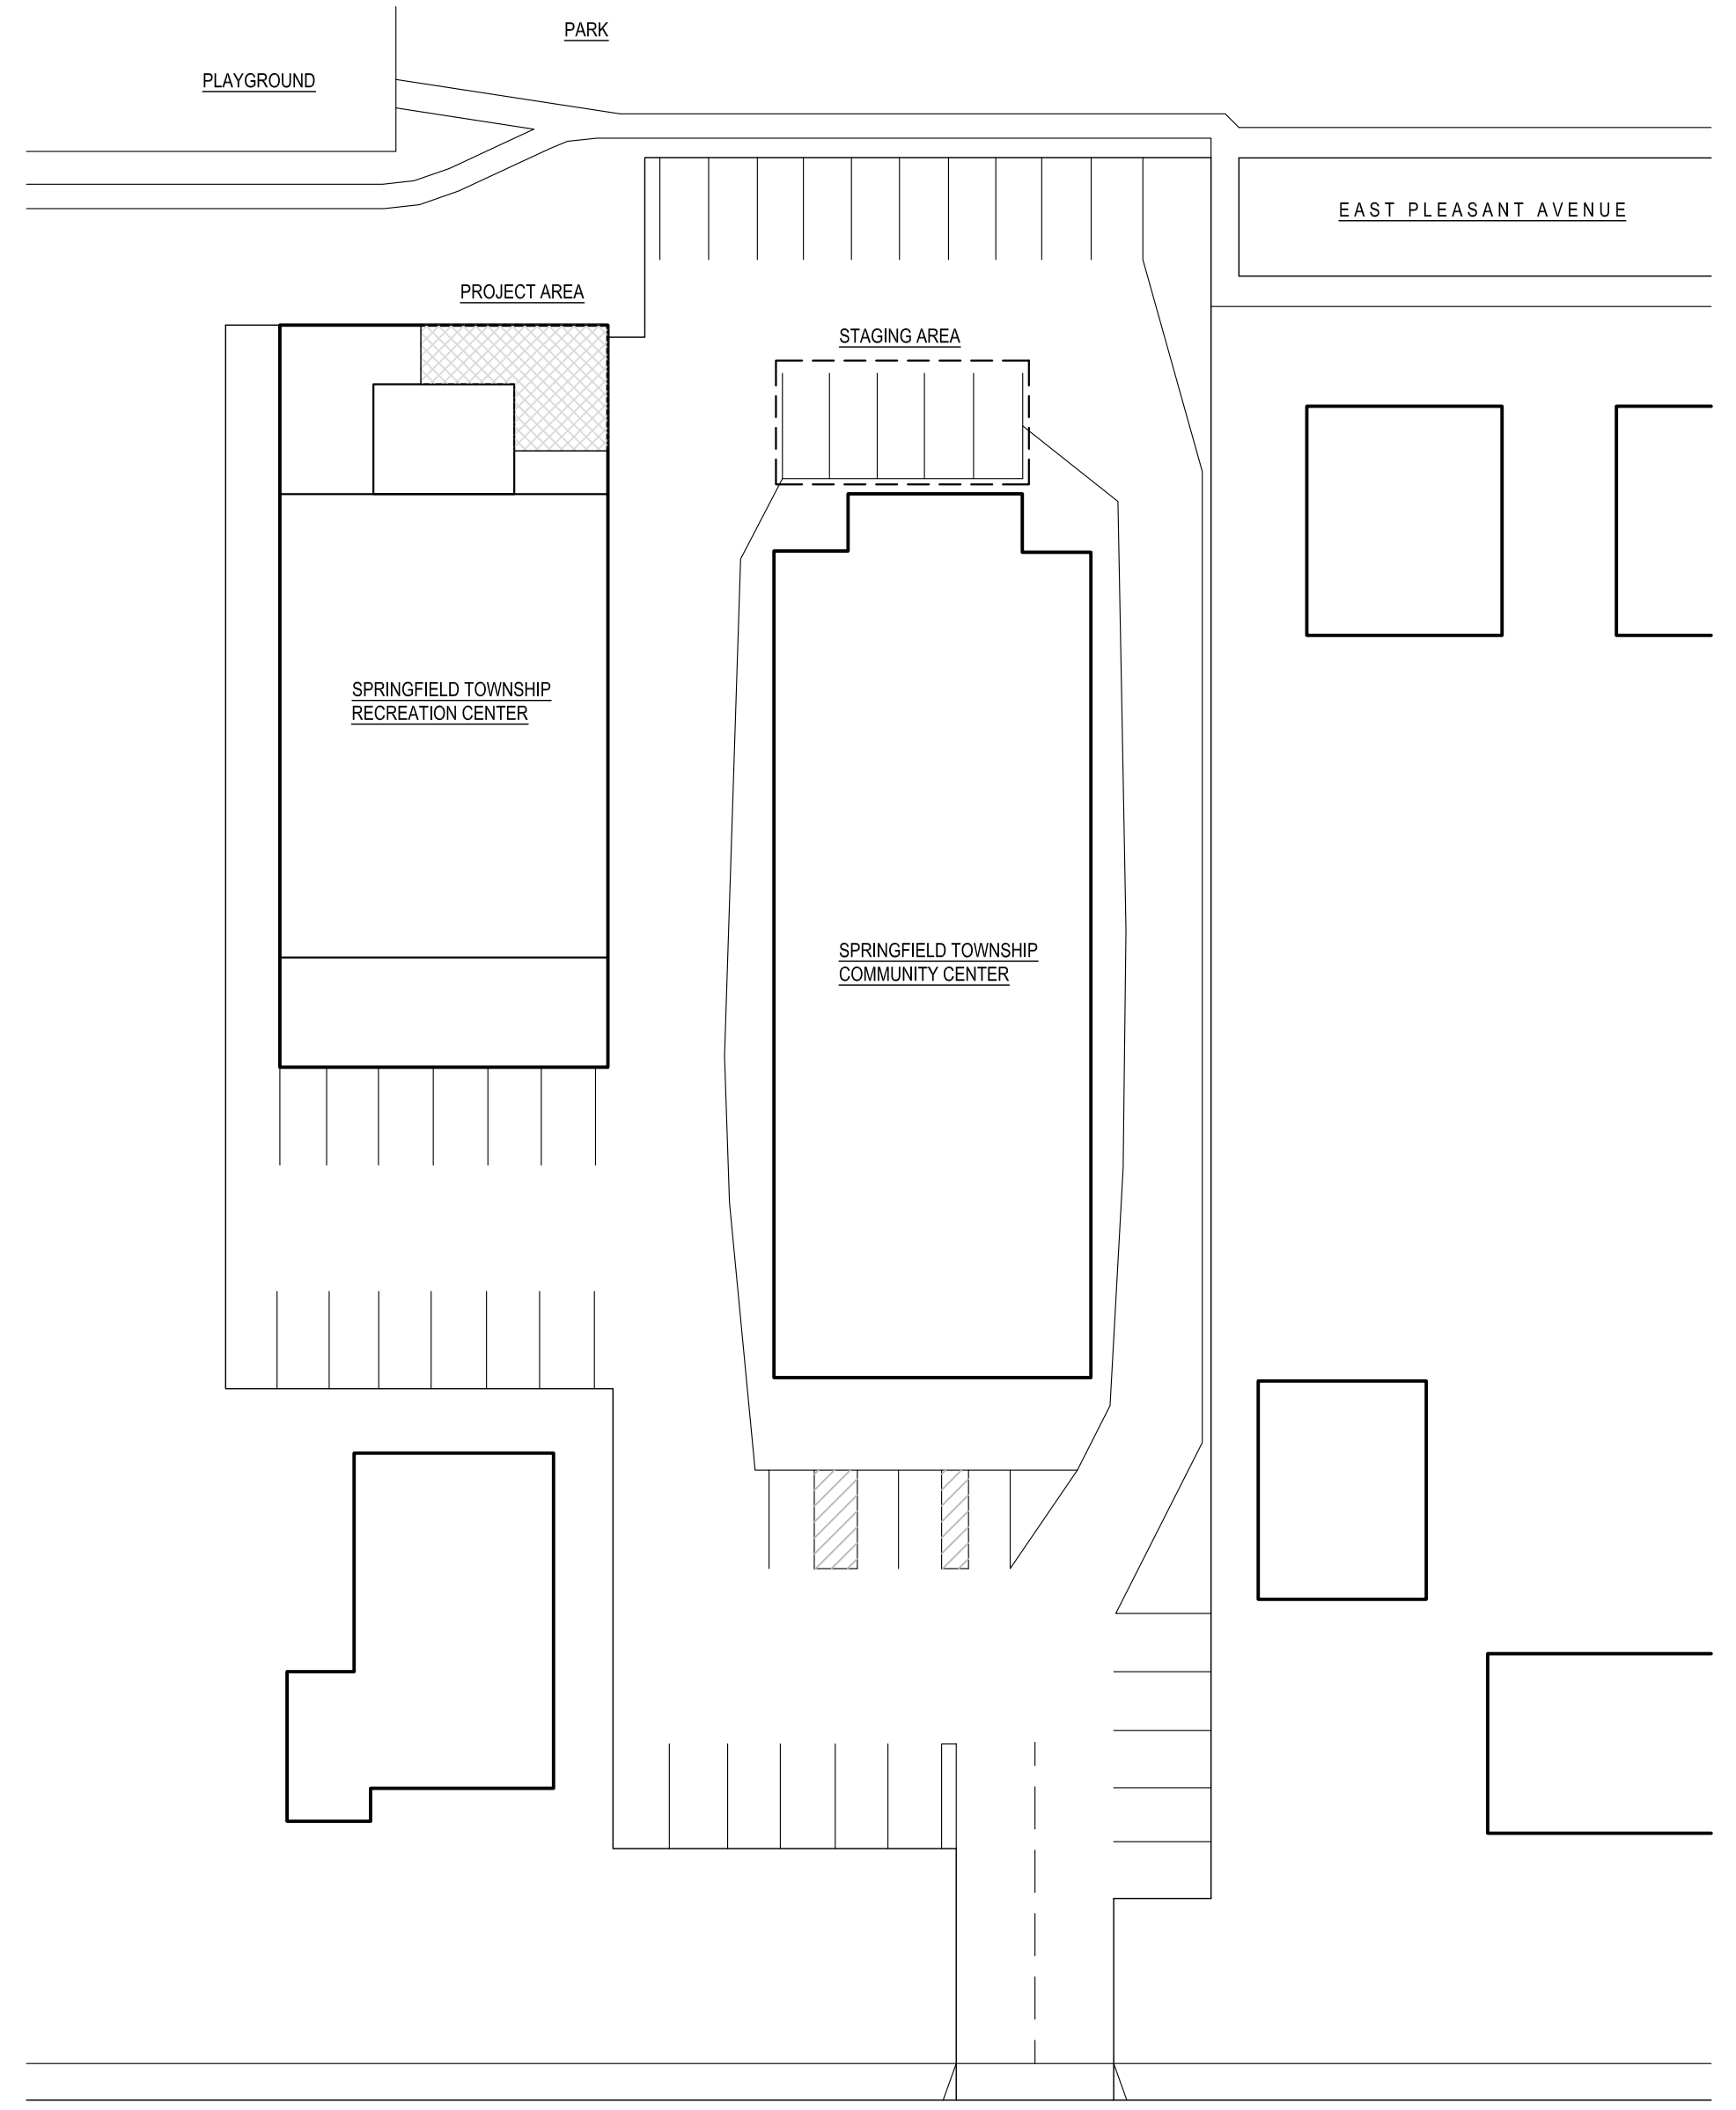 PARK
PLAYGROUND
EAST PLEASANT AVENUE
PROJECT AREA
STAGING AREA
SPRINGFIELD TOWNSHIP
RECREATION CENTER
SPRINGFIELD TOWNSHIP
COMMUNITY CENTER